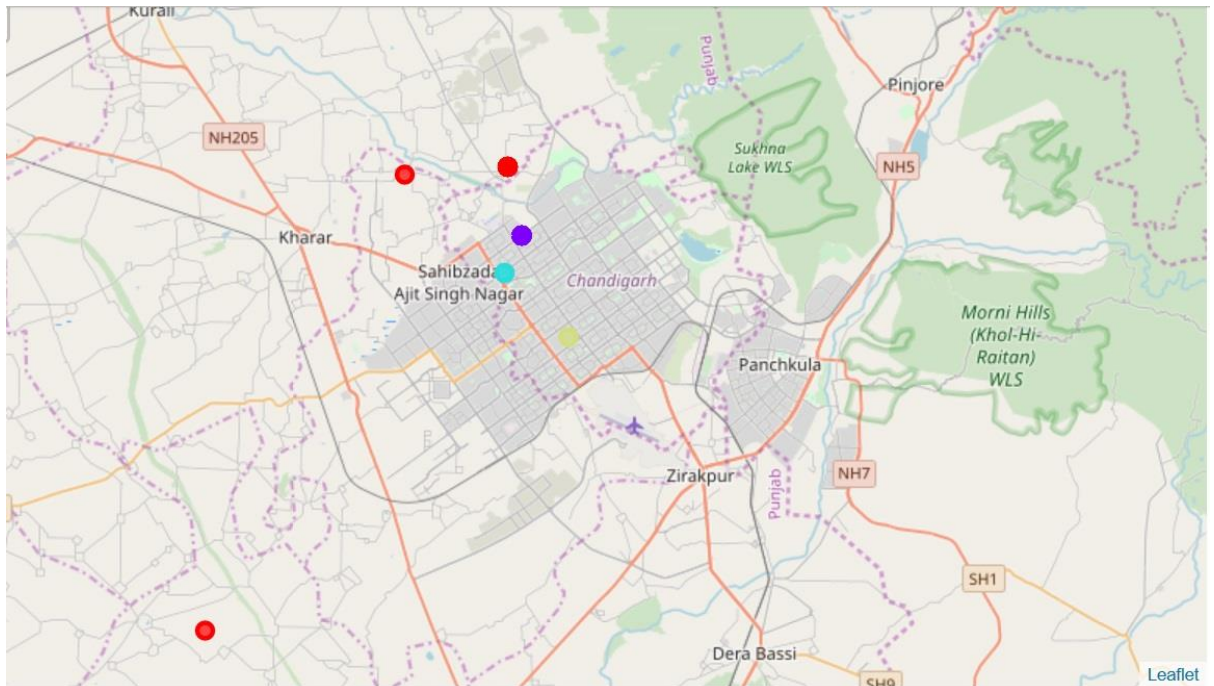 Kurali
Punjab
Pinjore
NH205
Sukhna
Lake WLS
NH5
Kharar
Sahibzada
Ajit Singh Nagar
Chandigarh
Morni Hills
(Khol-Hi-
Raitan)
WLS
Panchkula
Zirakpur
NH7
Punjab
SH1
Dera Bassi
SH9
Leaflet